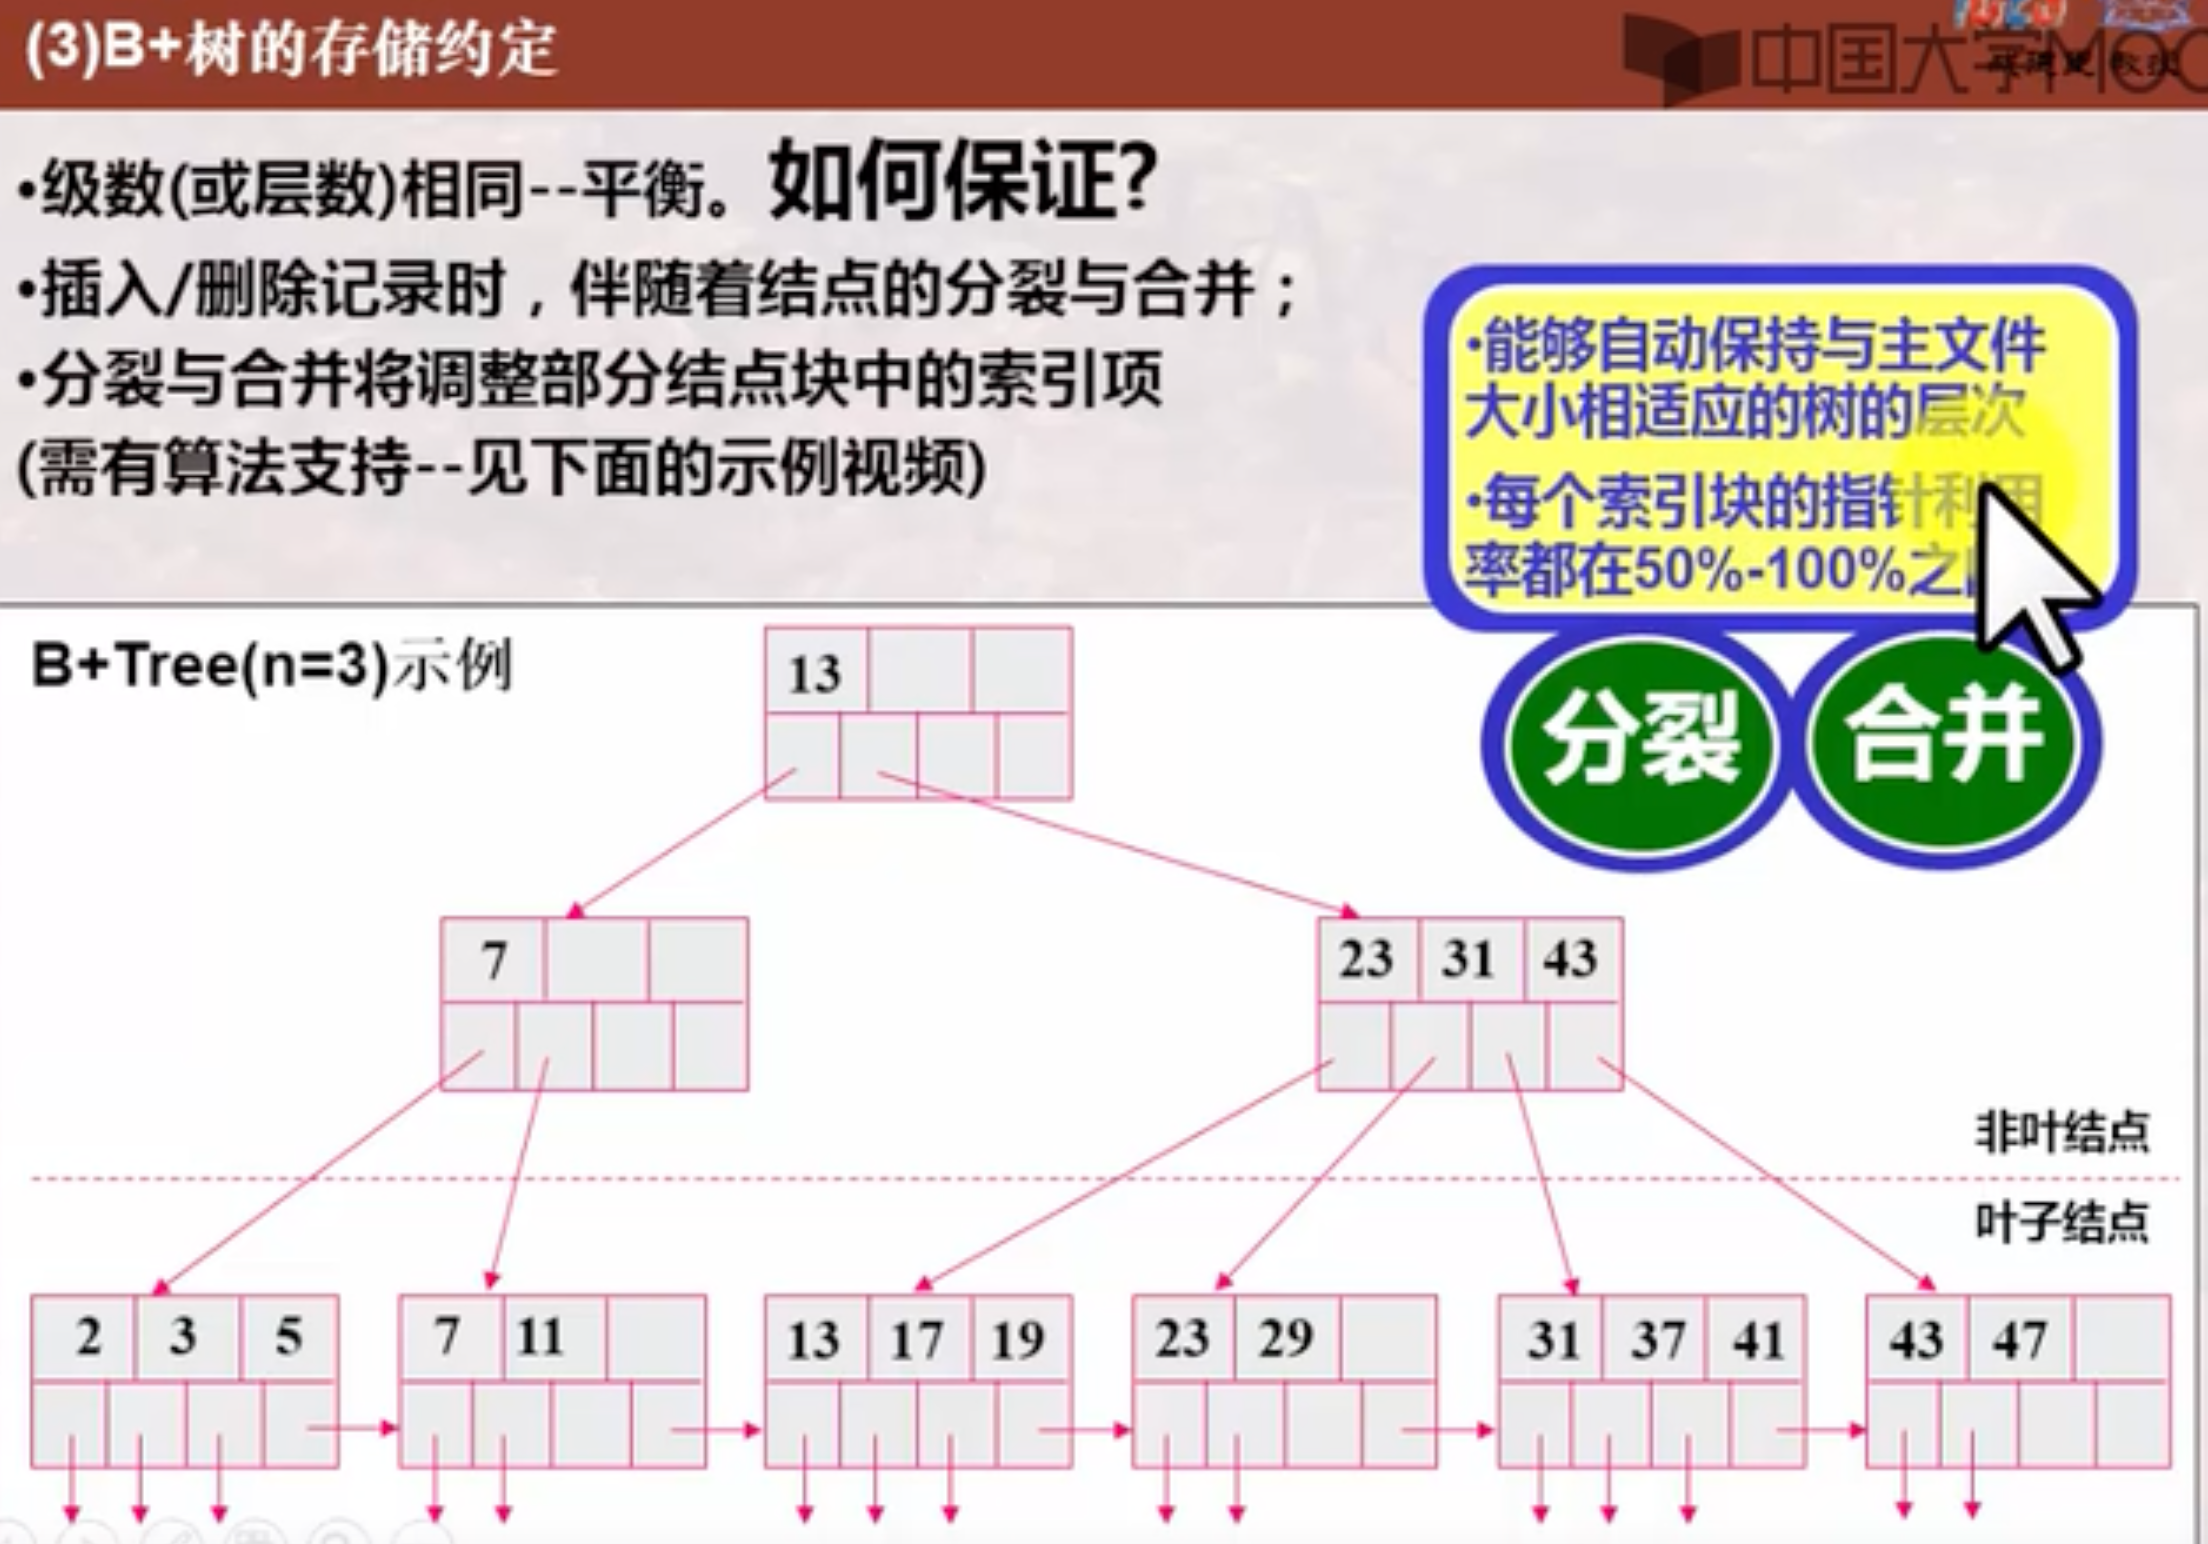 (3)B+树的存储约定
中国大学MOOC
•级数(或层数)相同--平衡。如何保证?
•插入/删除记录时，伴随着结点的分裂与合并；
•分裂与合并将调整部分结点块中的索引项
(需有算法支持--见下面的示例视频)
•能够自动保持与主文件
大小相适应的树的层次
•每个索引块的指针利用
率都在50%-100%之
分裂
合并
B+Tree(n=3)示例
13
7
23 31 43
非叶结点
叶子结点
2 3 5
7 11
13 17 19
23 29
31 37 41
43 47